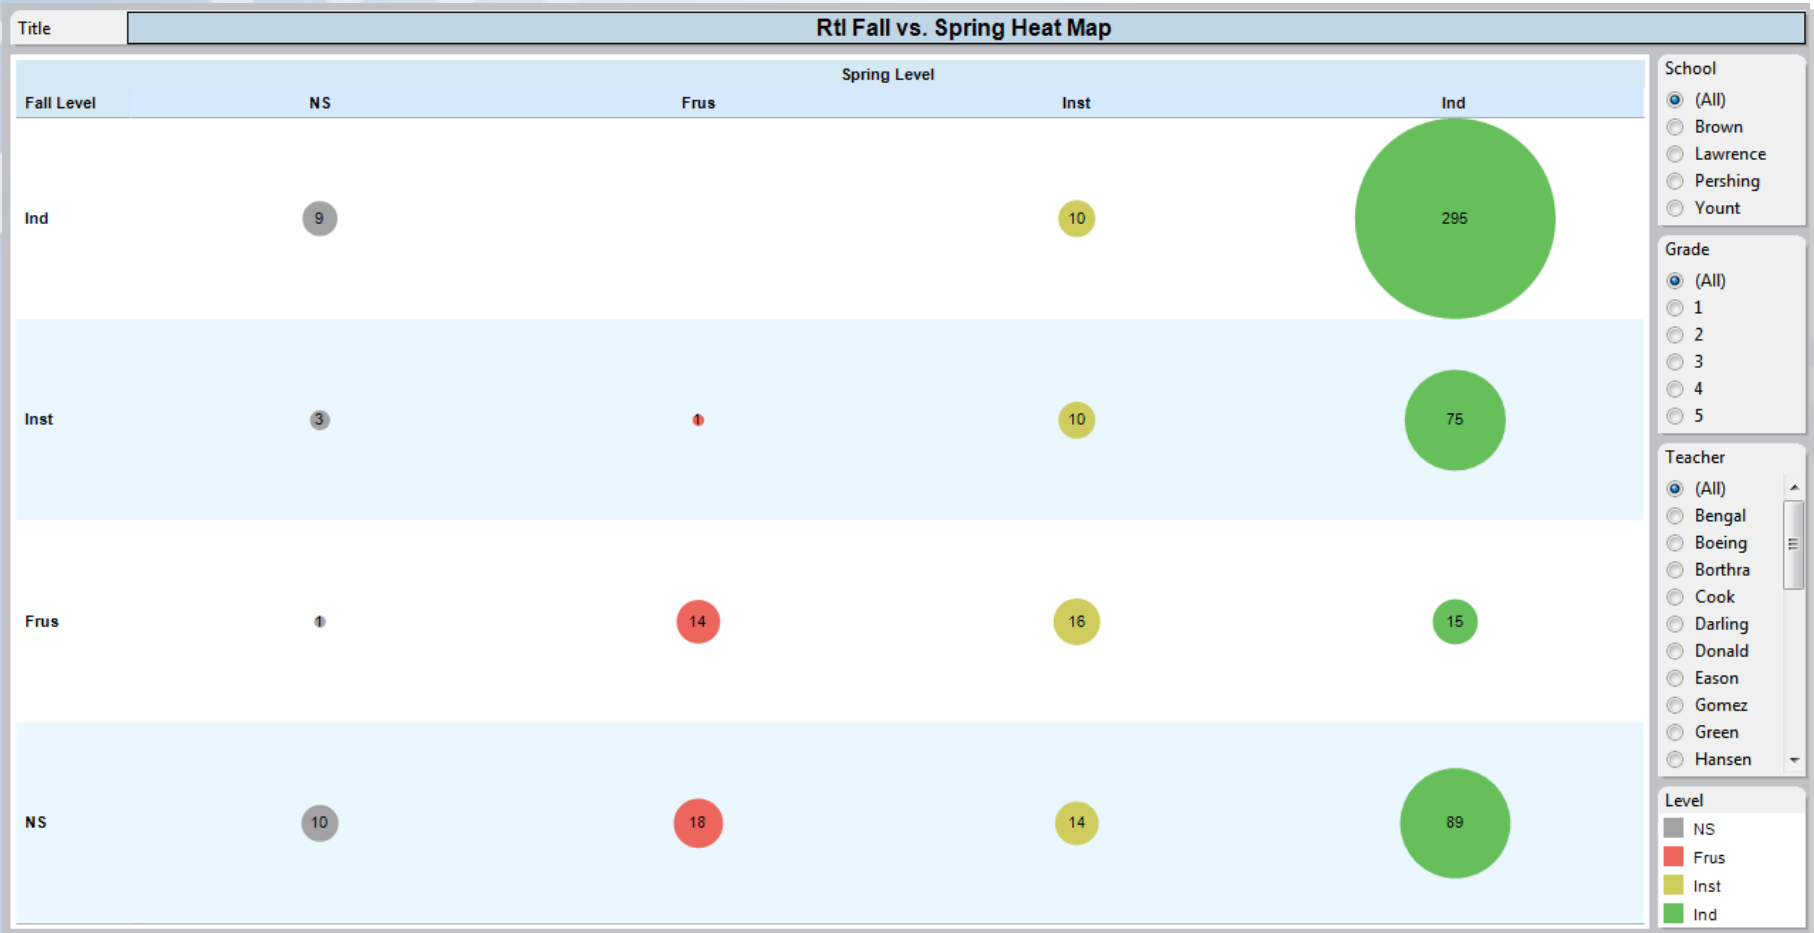 Title
RtI Fall vs. Spring Heat Map
Spring Level
Fall Level NS Frus Inst Ind
Ind 9 10 295
Inst 3 1 10 75
Frus 1 14 16 15
NS 10 18 14 89
School
(All)
Brown
Lawrence
Pershing
Yount
Grade
(All)
1
2
3
4
5
Teacher
(All)
Bengal
Boeing
Borthra
Cook
Darling
Donald
Eason
Gomez
Green
Hansen
Level
NS
Frus
Inst
Ind